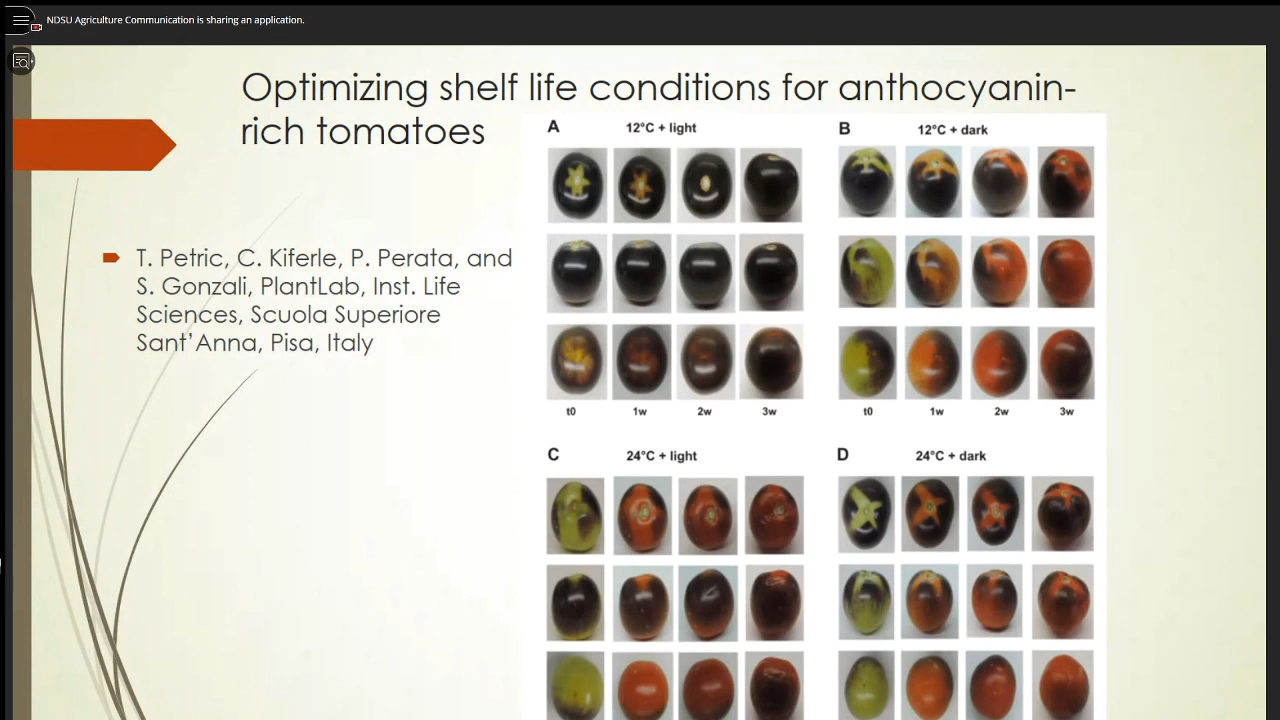 NDSU Agriculture Communication is sharing an application.
Optimizing shelf life conditions for anthocyanin-
rich tomatoes
T. Petric, C. Kiferle, P. Perata, and
S. Gonzali, PlantLab, Inst. Life
Sciences, Scuola Superiore
Sant'Anna, Pisa, Italy
A 12°C + light
t0 1w 2w 3w
B 12°C + dark
t0 1w 2w 3w
C 24°C + light
D 24°C + dark